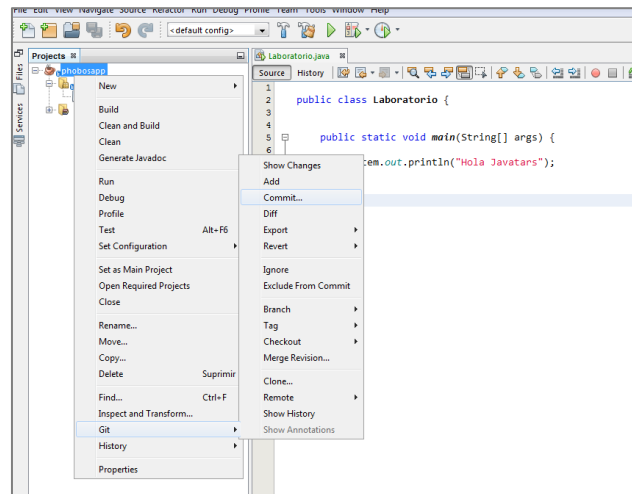 File Edit View Navigate Source Refactor Run Debug Profile Team Tools Window Help
<default config>
Projects
Files
Services
phobosapp
Laboratorio.java
Source History
1
2 public class Laboratorio {
3
4
5 public static void main(String[] args) {
6
tem.out.println("Hola Javatars");
New
Build
Clean and Build
Clean
Generate Javadoc
Run
Debug
Profile
Test Alt+F6
Set Configuration
Set as Main Project
Open Required Projects
Close
Rename...
Move...
Copy...
Delete Suprimir
Find... Ctrl+F
Inspect and Transform...
Git
History
Properties
Show Changes
Add
Commit...
Diff
Export
Revert
Ignore
Exclude From Commit
Branch
Tag
Checkout
Merge Revision...
Clone...
Remote
Show History
Show Annotations